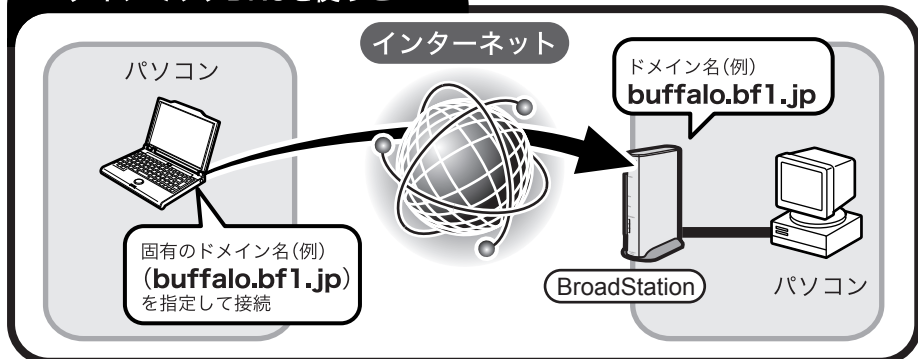 インターネット
パソコン
固有のドメイン名(例)
(buffalo.bf1.jp)
を指定して接続
ドメイン名(例)
buffalo.bf1.jp
BroadStation
パソコン